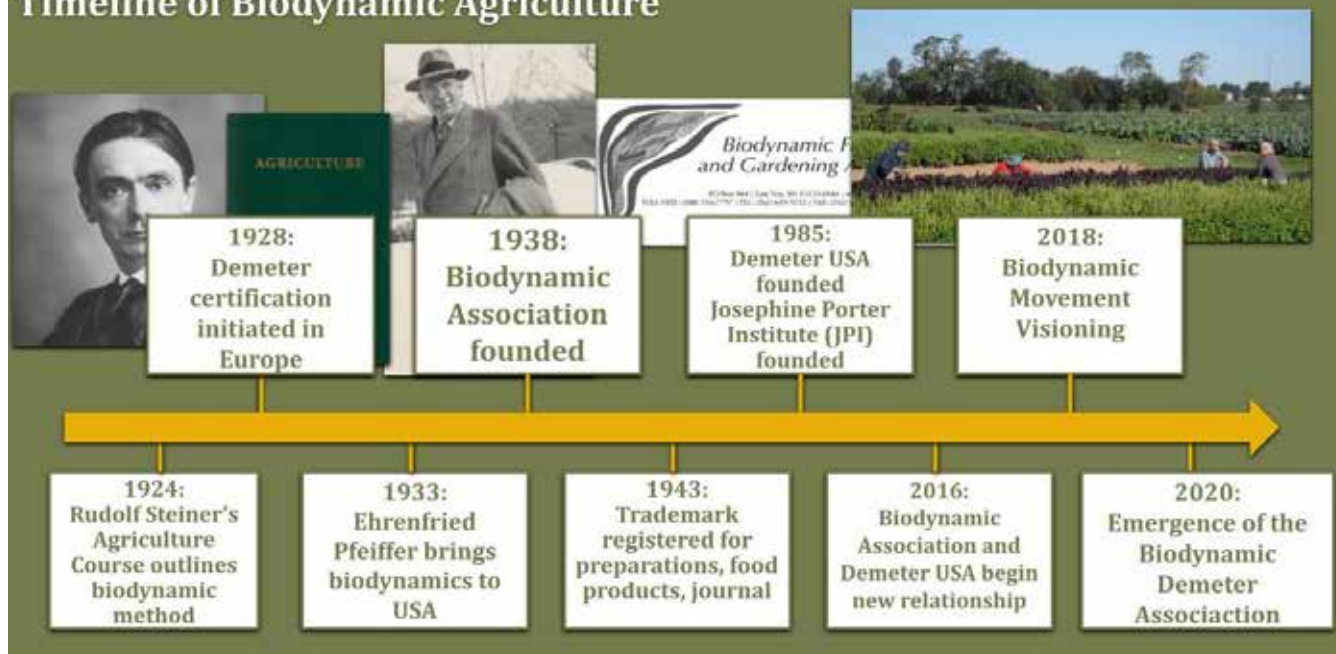 Timeline of Biodynamic Agriculture
AGRICULTURE
Biodynamic
and Gardening
1928:
Demeter
certification
initiated in
Europe
1938:
Biodynamic
Association
founded
1985:
Demeter USA
founded
Josephine Porter
Institute (JPI)
founded
2018:
Biodynamic
Movement
Visioning
1924:
Rudolf Steiner's
Agriculture
Course outlines
biodynamic
method
1933:
Ehrenfried
Pfeiffer brings
biodynamics to
USA
1943:
Trademark
registered for
preparations, food
products, journal
2016:
Biodynamic
Association and
Demeter USA begin
new relationship
2020:
Emergence of the
Biodynamic
Demeter
Associaction